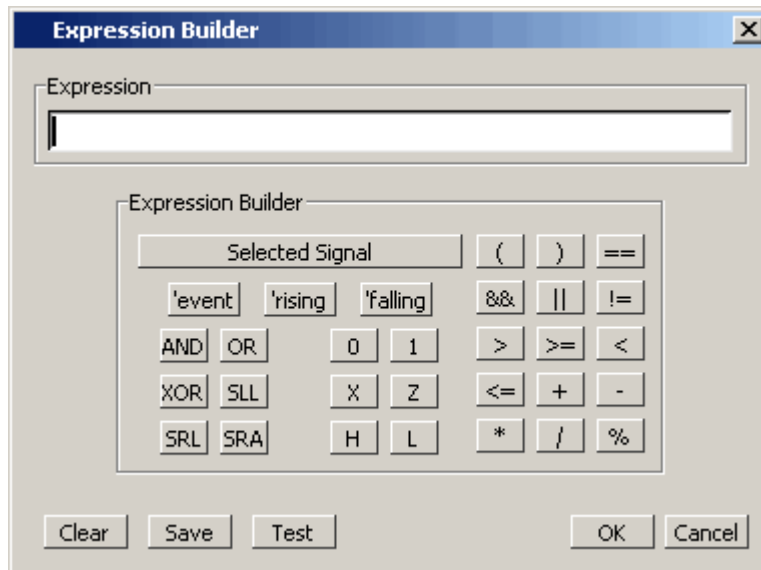 Expression Builder
Expression
Expression Builder
Selected Signal ( ) ==
'event 'rising 'falling && || !=
AND OR 0 1 > >= <
XOR SLL X Z <= + -
SRL SRA H L * / %
Clear Save Test OK Cancel